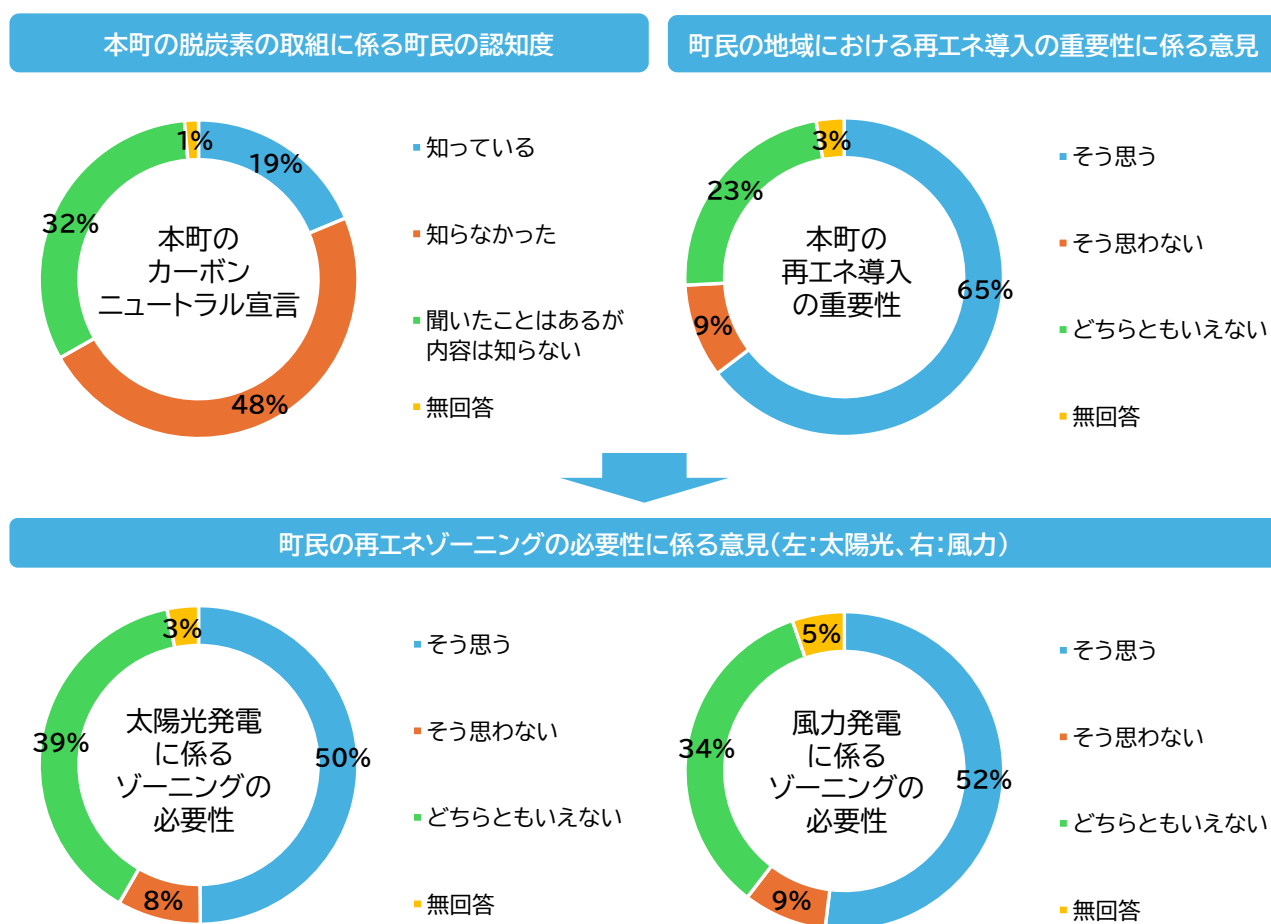 本町の脱炭素の取組に係る町民の認知度
町民の地域における再エネ導入の重要性に係る意見
1%
19%
32%
48%
本町の
カーボン
ニュートラル宣言
知っている
知らなかった
聞いたことはあるが
内容は知らない
無回答
3%
23%
9%
65%
本町の
再エネ導入
の重要性
そう思う
そう思わない
どちらともいえない
無回答
町民の再エネゾーニングの必要性に係る意見(左:太陽光、右:風力)
3%
39%
50%
8%
太陽光発電
に係る
ゾーニングの
必要性
そう思う
そう思わない
どちらともいえない
無回答
5%
34%
52%
9%
風力発電
に係る
ゾーニングの
必要性
そう思う
そう思わない
どちらともいえない
無回答